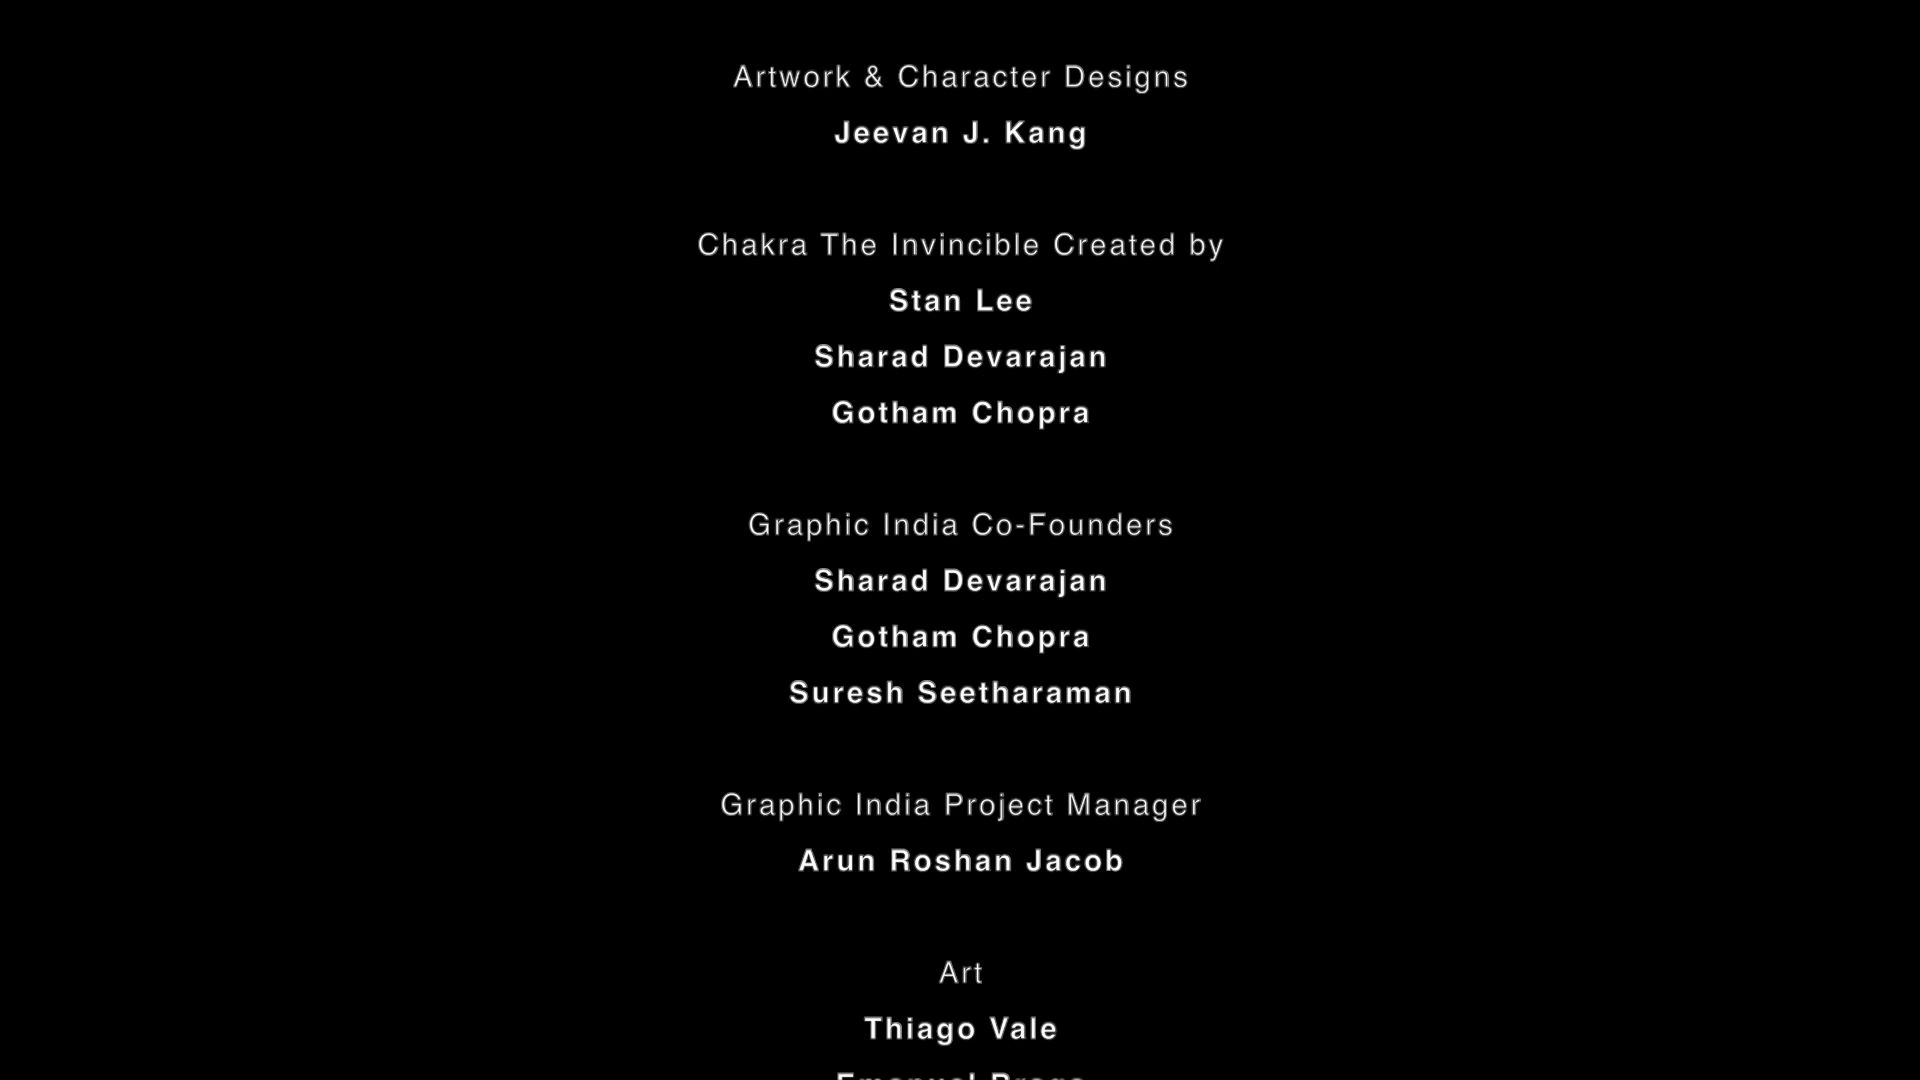 Artwork & Character Designs
Jeevan J. Kang
Chakra The Invincible Created by
Stan Lee
Sharad Devarajan
Gotham Chopra
Graphic India Co-Founders
Sharad Devarajan
Gotham Chopra
Suresh Seetharaman
Graphic India Project Manager
Arun Roshan Jacob
Art
Thiago Vale